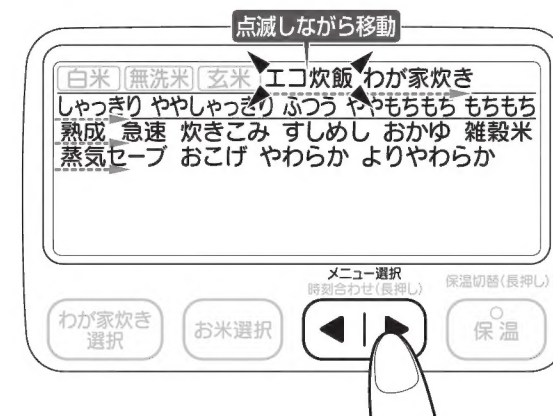 点滅しながら移動
白米 無洗米 玄米 エコ炊飯 わが家炊き
しゃっきり ややしゃっきり ふつう ややもちもち もちもち
熟成 急速 炊きこみ すしめし おかゆ 雑穀米
蒸気セーブ おこげ やわらか よりやわらか
メニュー選択
時刻合わせ(長押し)
保温切替(長押し)
わが家炊き
選択
お米選択
保温